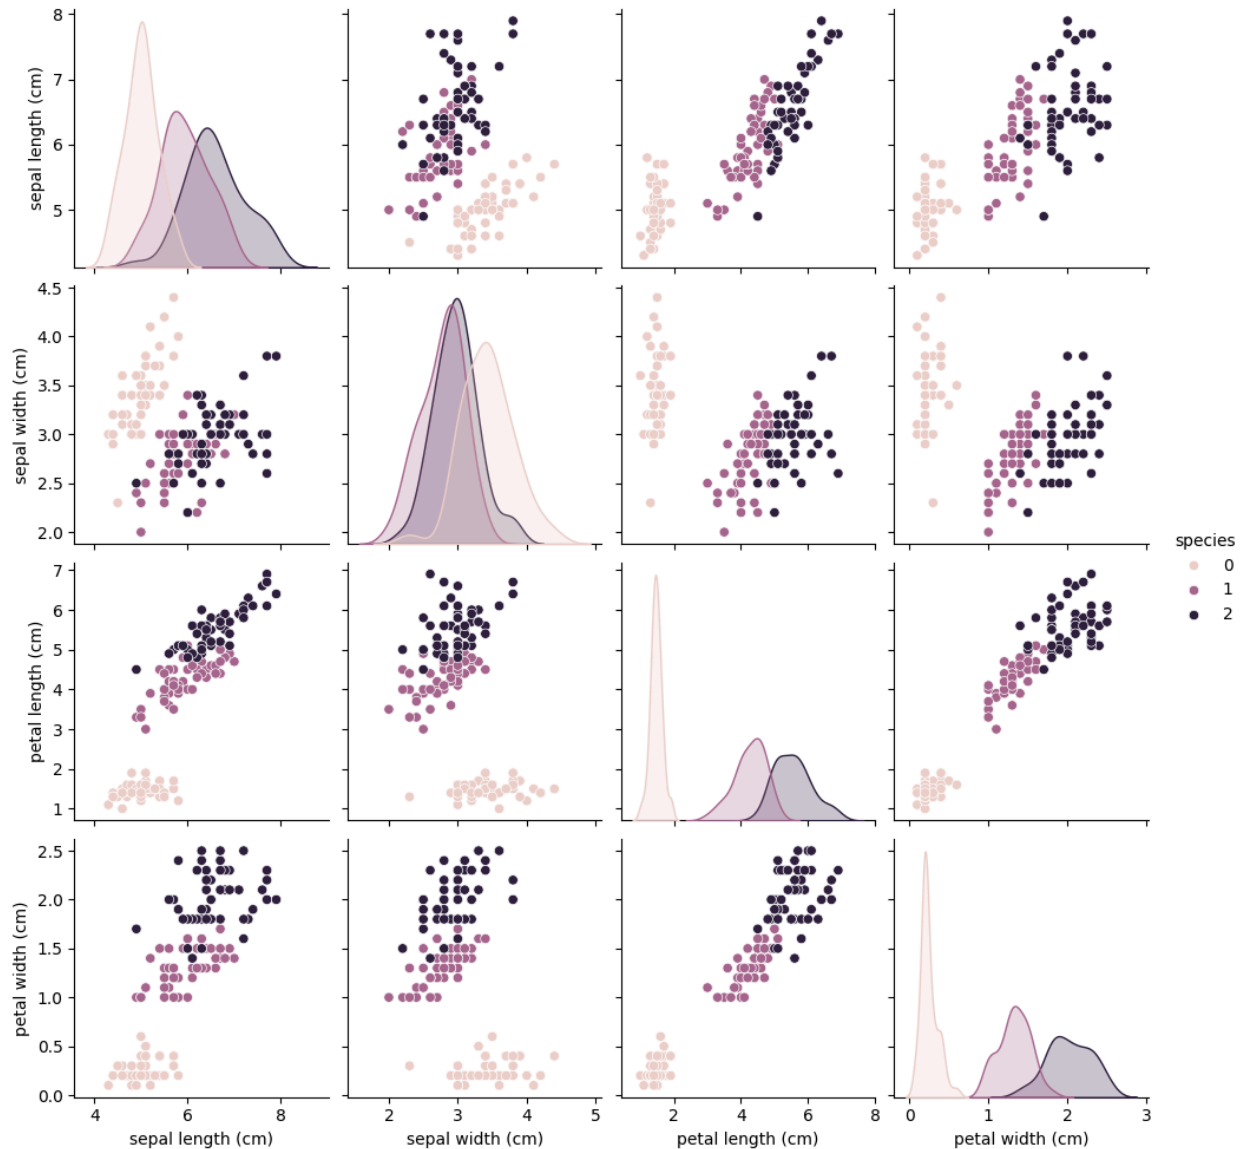 8
7
6
5
sepal length (cm)
4.5
4.0
3.5
3.0
2.5
2.0
sepal width (cm)
species
0
1
2
7
6
5
4
3
2
1
petal length (cm)
2.5
2.0
1.5
1.0
0.5
0.0
petal width (cm)
4 6 8
2 3 4 5
2 4 6 8
0 1 2 3
sepal length (cm)
sepal width (cm)
petal length (cm)
petal width (cm)